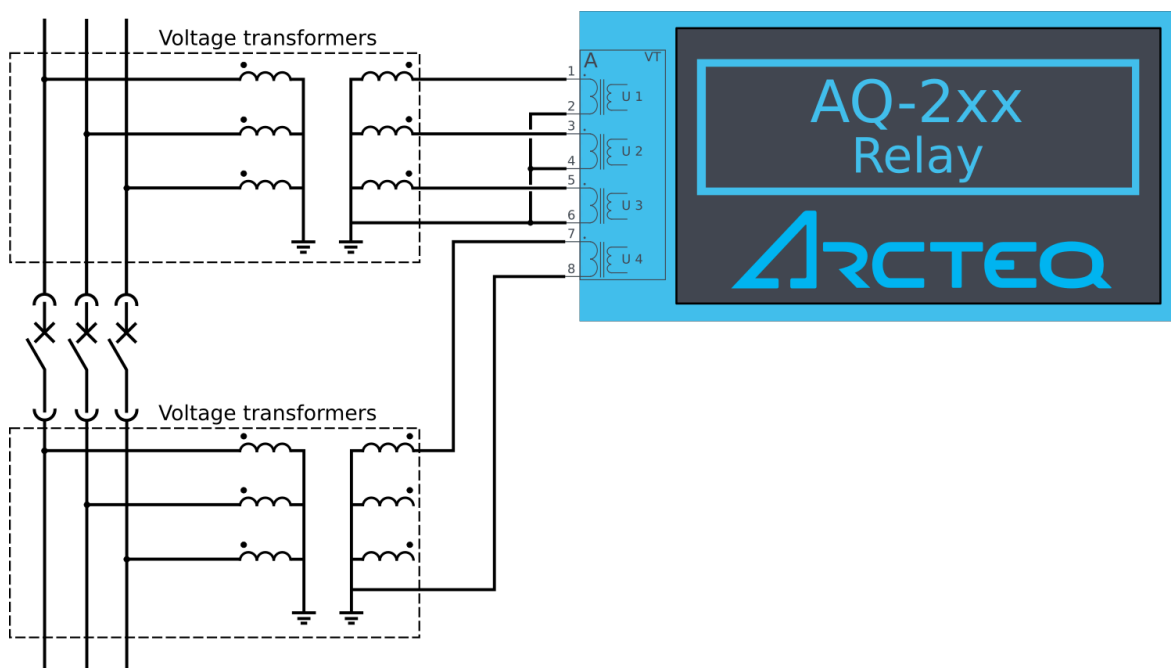 Voltage transformers
A
VT
1
U 1
2
3
U 2
4
5
U 3
6
7
U 4
8
AQ-2xx
Relay
ARCTEQ
Voltage transformers